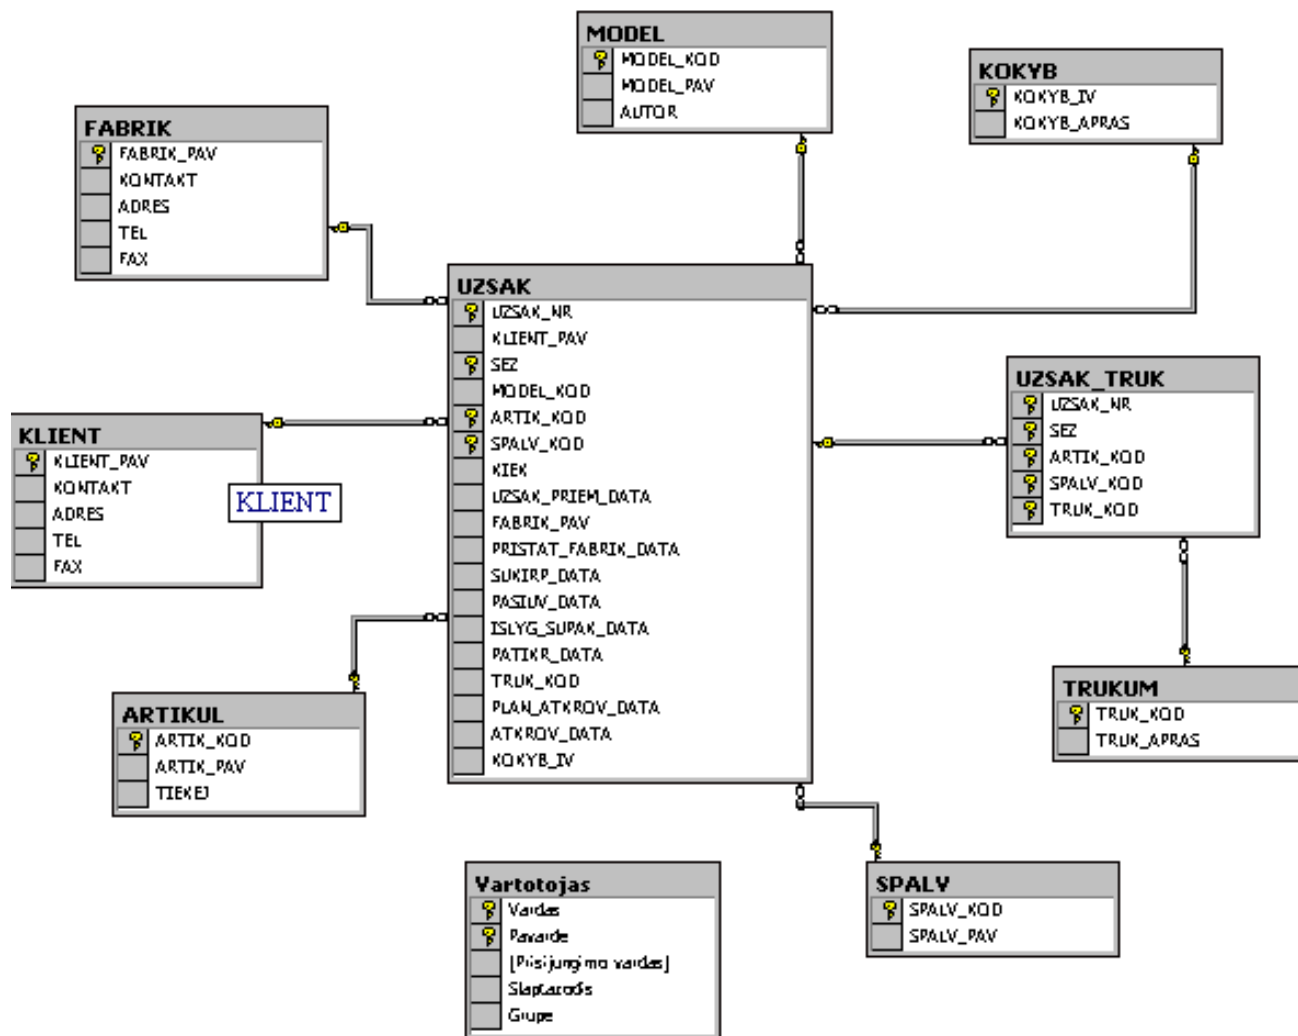 MODEL
MODEL_KOD
MODEL_PAV
AUTOR
KOKYB
KOKYB_IV
KOKYB_APRAS
FABRIK
FABRIK_PAV
KONTAKT
ADRES
TEL
FAX
UZSAK
UZSAK_NR
KLIENT_PAV
SEZ
MODEL_KOD
ARTIK_KOD
SPALV_KOD
KIEK
UZSAK_PRIEM_DATA
FABRIK_PAV
PRISTAT_FABRIK_DATA
SUKIRP_DATA
PASIUV_DATA
ISLYG_SUPAK_DATA
PATIKR_DATA
TRUK_KOD
PLAN_ATKROV_DATA
ATKROV_DATA
KOKYB_IV
UZSAK_TRUK
UZSAK_NR
SEZ
ARTIK_KOD
SPALV_KOD
TRUK_KOD
KLIENT
KLIENT_PAV
KONTAKT
ADRES
TEL
FAX
KLIENT
TRUKUM
TRUK_KOD
TRUK_APRAS
ARTIKUL
ARTIK_KOD
ARTIK_PAV
TIEKEJ
Vartotojas
Vardas
Pavarde
[Prisijungimo vardas]
Slaptazodis
Grupe
SPALV
SPALV_KOD
SPALV_PAV